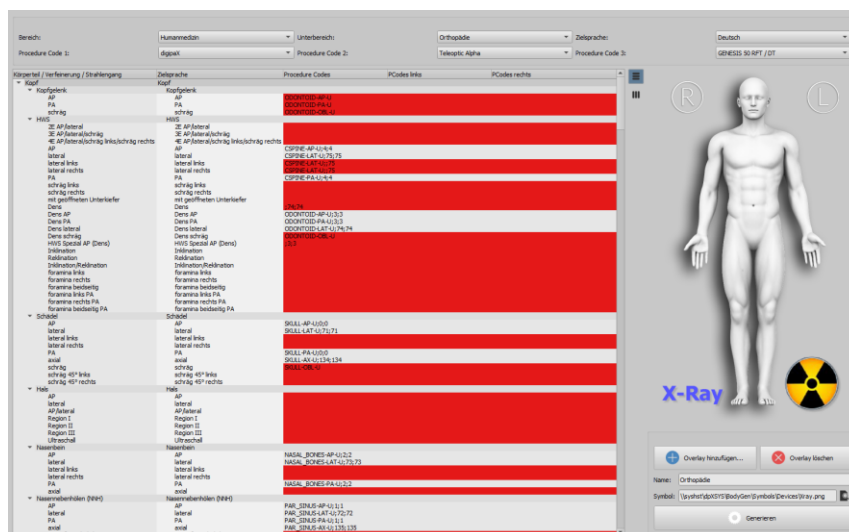 Bereich: Humanmedizin Unterbereich: Orthopädie Zielsprache: Deutsch
Procedure Code 1: digipaX Procedure Code 2: Teleoptic Alpha Procedure Code 3: GENESIS 50 RFT / DT
Körperteil / Verfeinerung / Strahlengang Zielsprache Procedure Codes PCodes links PCodes rechts
Kopf Kopf
Kopfgelenk Kopfgelenk
AP AP ODONTOID-AP-U
PA PA ODONTOID-PA-U
schräg schräg ODONTOID-OBL-U
HWS HWS
2E AP/lateral 2E AP/lateral
3E AP/lateral/schräg 3E AP/lateral/schräg
4E AP/lateral/schräg links/schräg rechts 4E AP/lateral/schräg links/schräg rechts
AP AP CSPINE-AP-U;4;4
lateral lateral CSPINE-LAT-U;75;75
lateral links lateral links CSPINE-LAT-U;75
lateral rechts lateral rechts CSPINE-LAT-U;75
PA PA CSPINE-PA-U;4;4
schräg links schräg links
schräg rechts schräg rechts
mit geöffneten Unterkiefer mit geöffneten Unterkiefer
Dens Dens ;74;74
Dens AP Dens AP ODONTOID-AP-U;3;3
Dens PA Dens PA ODONTOID-PA-U;3;3
Dens lateral Dens lateral ODONTOID-LAT-U;74;74
Dens schräg Dens schräg ODONTOID-OBL-U
HWS Spezial AP (Dens) HWS Spezial AP (Dens) ;3;3
Inklination Inklination
Reklination Reklination
Inklination/Reklination Inklination/Reklination
foramina links foramina links
foramina rechts foramina rechts
foramina beidseitig foramina beidseitig
foramina links PA foramina links PA
foramina rechts PA foramina rechts PA
foramina beidseitig PA foramina beidseitig PA
Schädel Schädel
AP AP SKULL-AP-U;0;0
lateral lateral SKULL-LAT-U;71;71
lateral links lateral links
lateral rechts lateral rechts
PA PA SKULL-PA-U;0;0
axial axial SKULL-AX-U;134;134
schräg schräg SKULL-OBL-U
schräg 45° links schräg 45° links
schräg 45° rechts schräg 45° rechts
Hals Hals
AP AP
lateral lateral
AP/lateral AP/lateral
Region I Region I
Region II Region II
Region III Region III
Ultraschall Ultraschall
Nasenbein Nasenbein
AP AP NASAL_BONES-AP-U;2;2
lateral lateral NASAL_BONES-LAT-U;73;73
lateral links lateral links
lateral rechts lateral rechts
PA PA NASAL_BONES-PA-U;2;2
axial axial
Nasennebenhölen (NNH) Nasennebenhölen (NNH)
AP AP PAR_SINUS-AP-U;1;1
lateral lateral PAR_SINUS-LAT-U;72;72
PA PA PAR_SINUS-PA-U;1;1
axial axial PAR_SINUS-AX-U;135;135
R L
X-Ray
Overlay hinzufügen... Overlay löschen
Name: Orthopädie
Symbol: \\syshst\dpXSYS\BodyGen\Symbols\Devices\Xray.png
Generieren